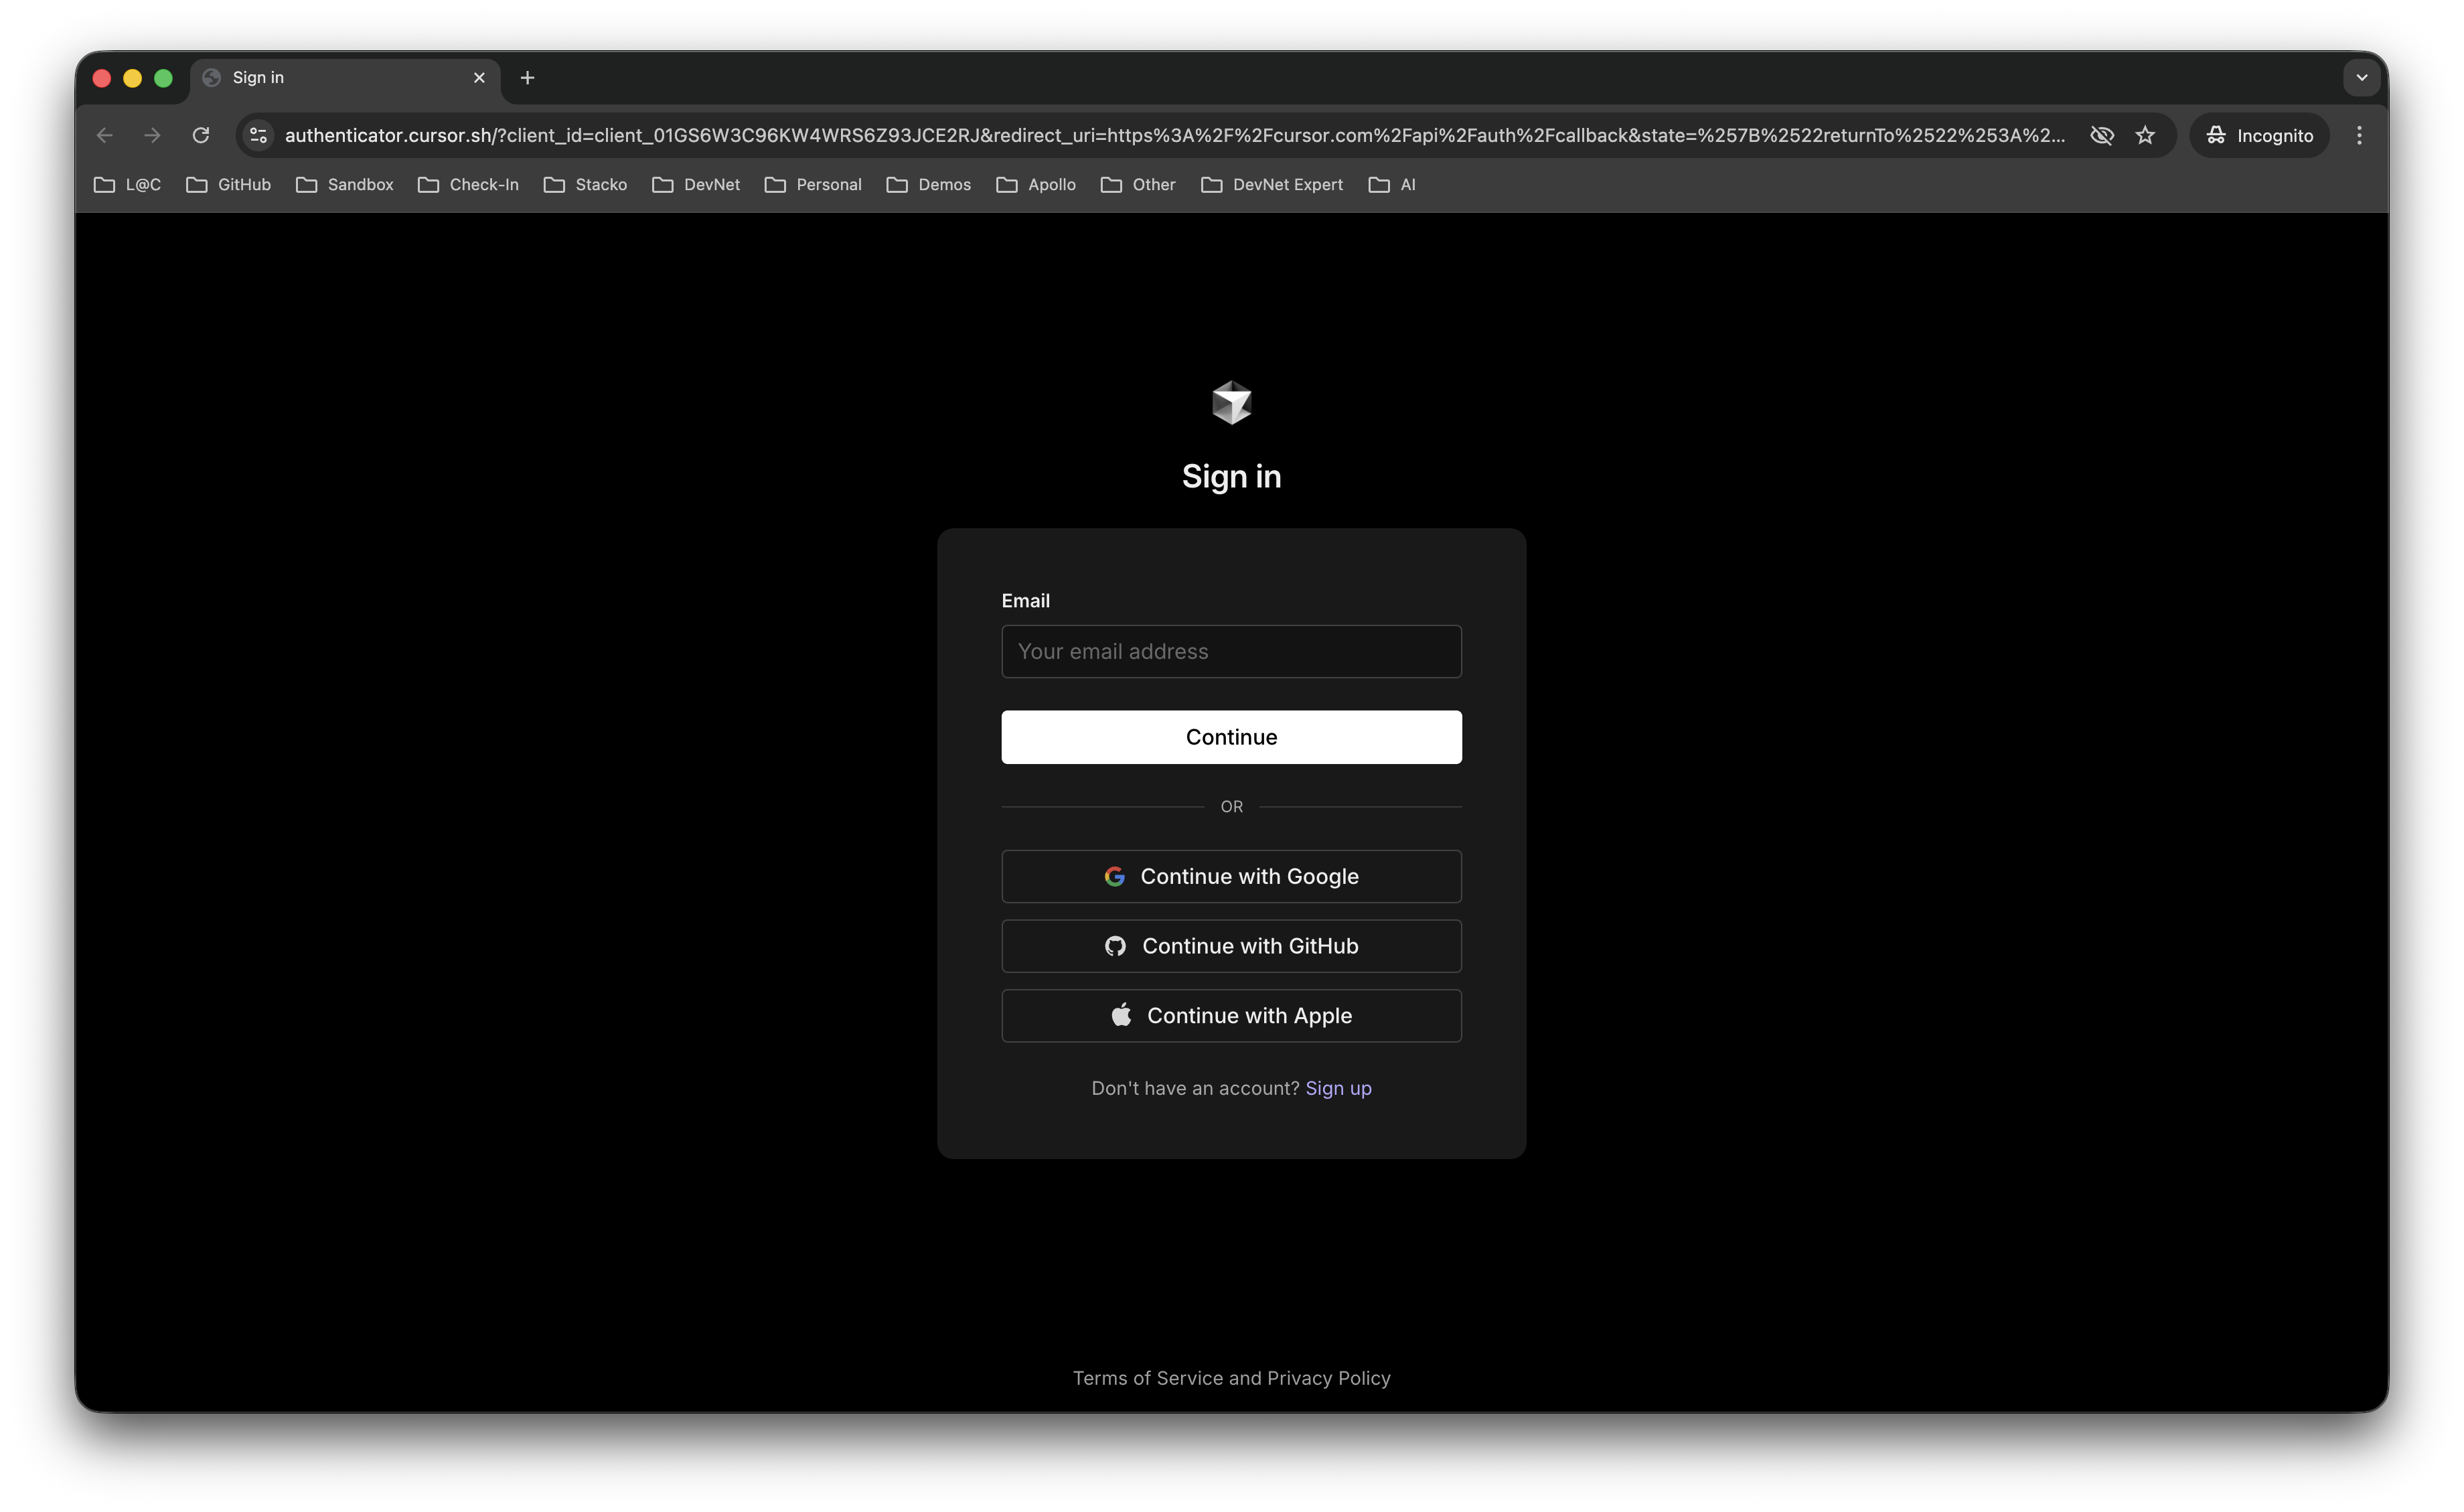 Sign in
authenticator.cursor.sh/?client_id=client_01GS6W3C96KW4WRS6Z93JCE2RJ&redirect_uri=https%3A%2F%2Fcursor.com%2Fapi%2Fauth%2Fcallback&state=%257B%2522returnTo%2522%253A%2... Incognito
L@C GitHub Sandbox Check-In Stacko DevNet Personal Demos Apollo Other DevNet Expert AI
Sign in
Email
Your email address
Continue
OR
Continue with Google
Continue with GitHub
Continue with Apple
Don't have an account? Sign up
Terms of Service and Privacy Policy